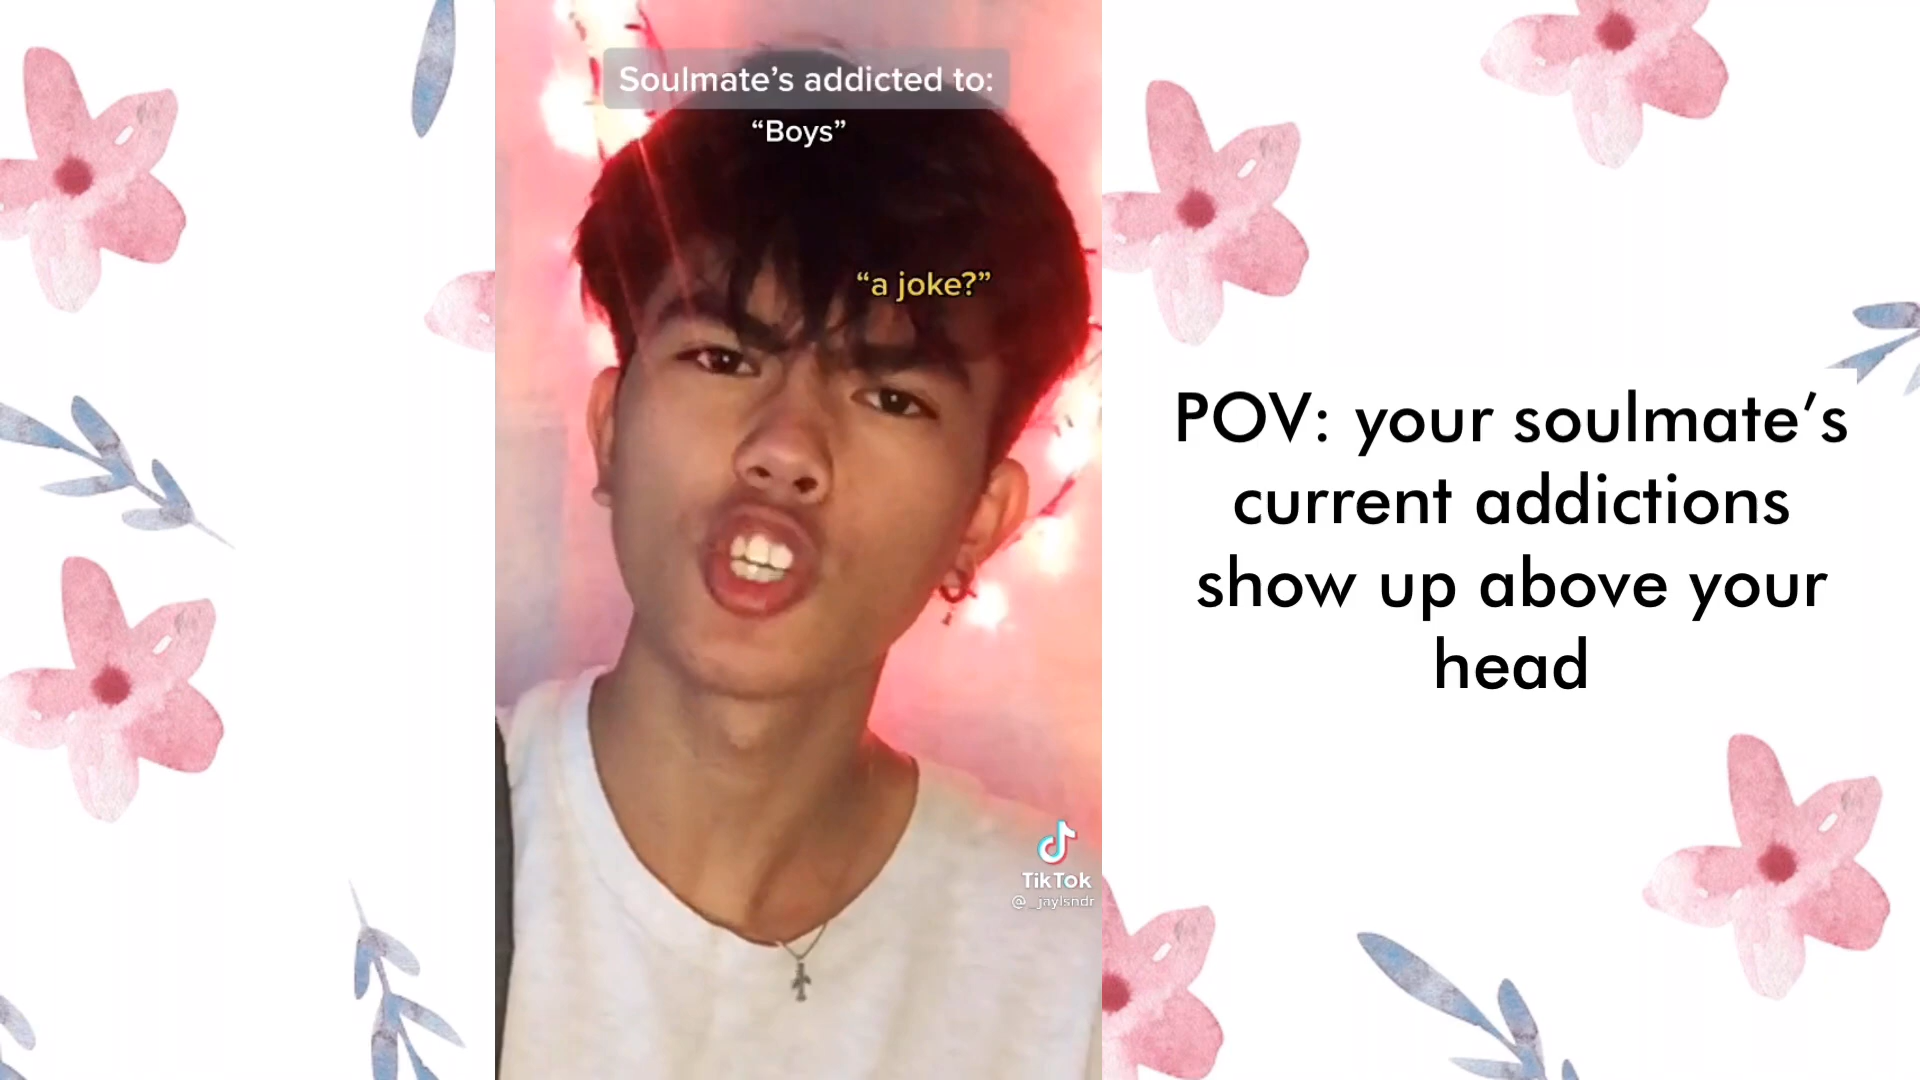 Soulmate’s addicted to:
“Boys”
“a joke?”
TikTok
@_jaylsndr
POV: your soulmate’s
current addictions
show up above your
head